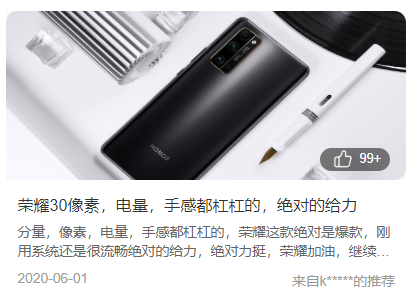 HONOR
99+
荣耀30像素，电量，手感都杠杠的，绝对的给力
分量，像素，电量，手感都杠杠的，荣耀这款绝对是爆款，刚
用系统还是很流畅绝对的给力，绝对力挺，荣耀加油，继续…
2020-06-01
来自k*****的推荐